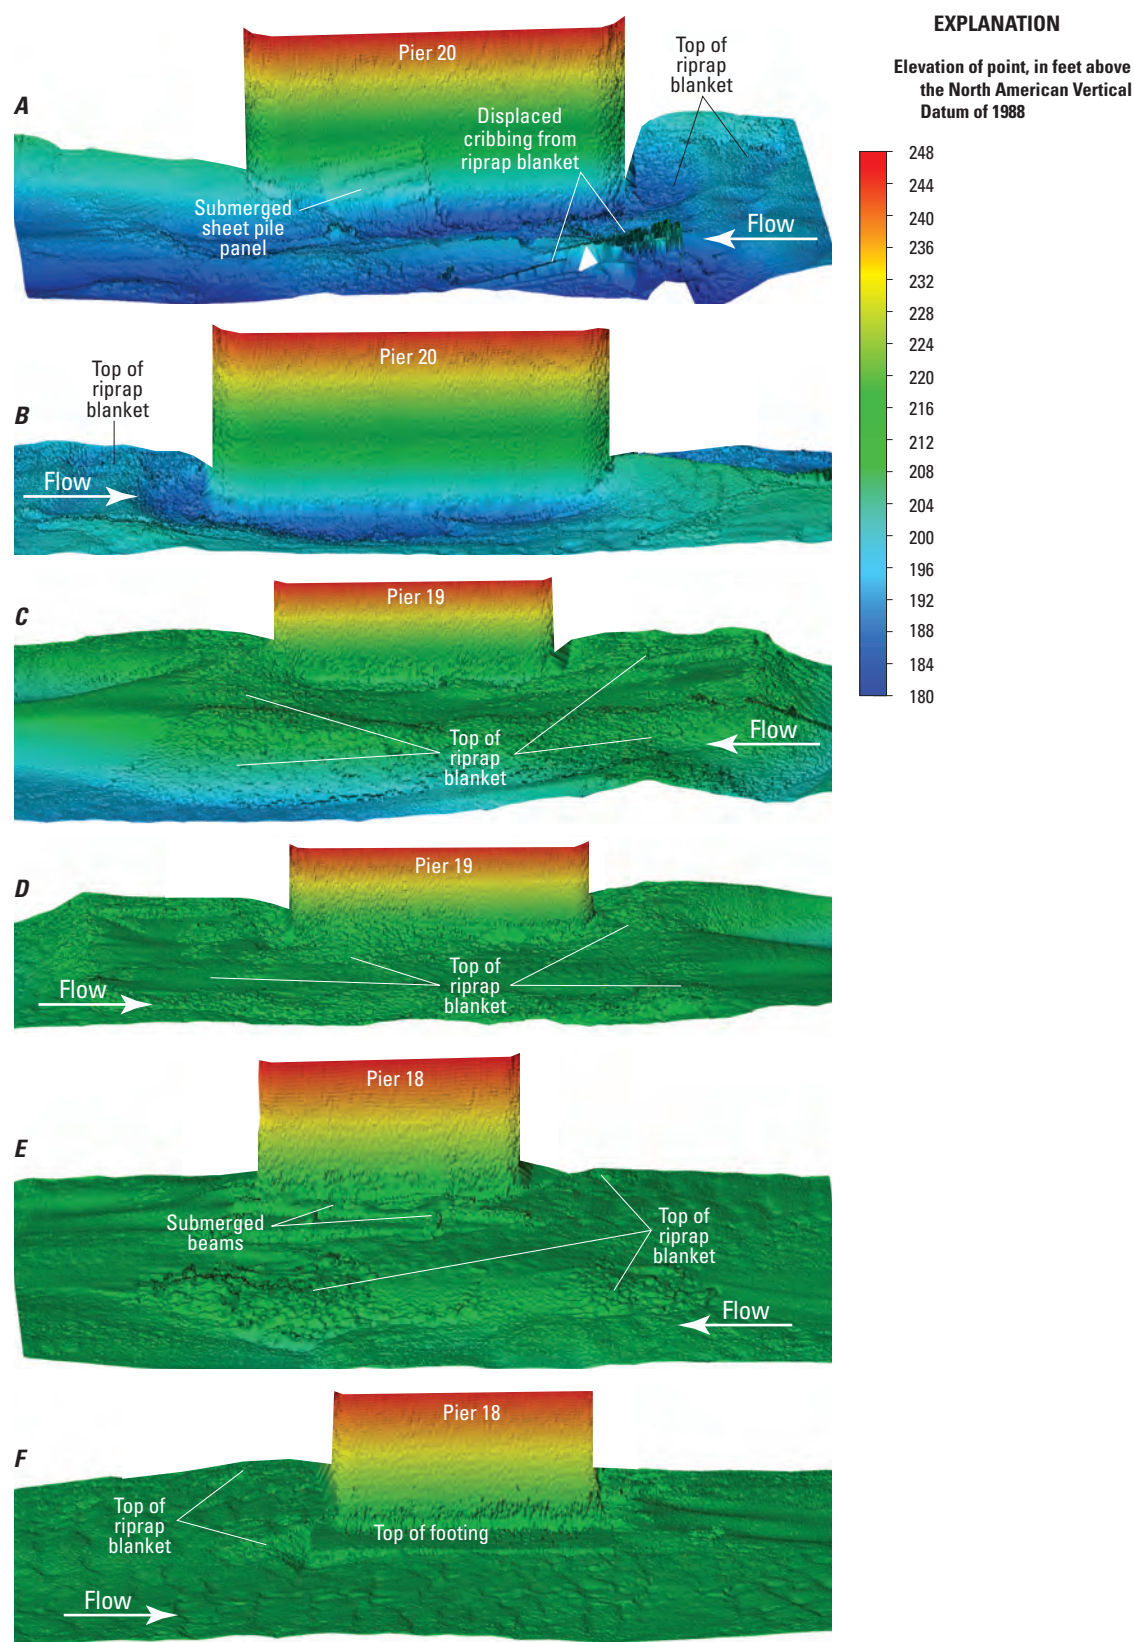 EXPLANATION
Elevation of point, in feet above
the North American Vertical
Datum of 1988
248
244
240
236
232
228
224
220
216
212
208
204
200
196
192
188
184
180
A
Pier 20
Top of
riprap
blanket
Displaced
cribbing from
riprap blanket
Submerged
sheet pile
panel
Flow
B
Pier 20
Top of
riprap
blanket
Flow
C
Pier 19
Top of
riprap
blanket
Flow
D
Pier 19
Top of
riprap
blanket
Flow
E
Pier 18
Submerged
beams
Top of
riprap
blanket
Flow
F
Pier 18
Top of
riprap
blanket
Top of footing
Flow